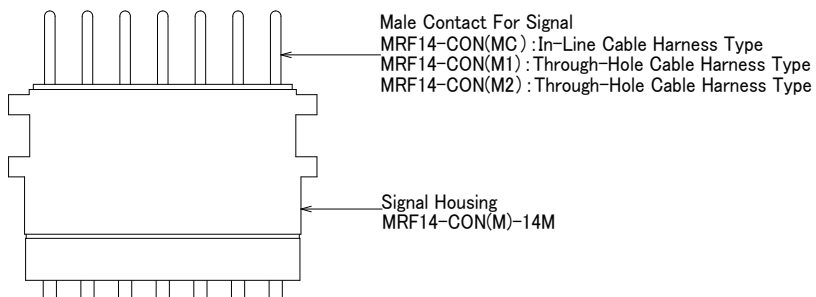 Male Contact For Signal
MRF14-CON(MC):In-Line Cable Harness Type
MRF14-CON(M1):Through-Hole Cable Harness Type
MRF14-CON(M2):Through-Hole Cable Harness Type
Signal Housing
MRF14-CON(M)-14M